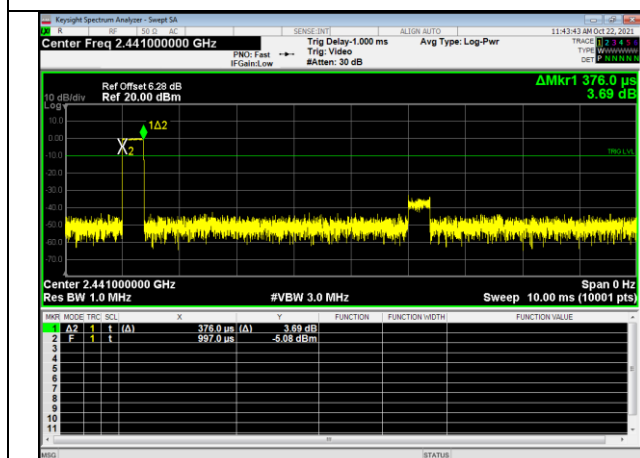 Keysight Spectrum Analyzer - Swept SA
R RF 50 Ω AC SENSE:INT ALIGN AUTO 11:43:43 AM Oct 22, 2021
Center Freq 2.441000000 GHz
PNO: Fast
IFGain:Low
Trig Delay-1.000 ms
Trig: Video
#Atten: 30 dB
Avg Type: Log-Pwr
TRACE 1 2 3 4 5 6
TYPE W
DET P N N N N N
ΔMkr1 376.0 µs
3.69 dB
Ref Offset 6.28 dB
10 dB/div Ref 20.00 dBm
Log
10.0
0.00
-10.0
-20.0
-30.0
-40.0
-50.0
-60.0
-70.0
1Δ2
X2
TRIG LVL
Center 2.441000000 GHz Span 0 Hz
Res BW 1.0 MHz #VBW 3.0 MHz Sweep 10.00 ms (10001 pts)
MKR MODE TRC SCL X Y FUNCTION FUNCTION WIDTH FUNCTION VALUE
1 Δ2 1 t (Δ) 376.0 µs (Δ) 3.69 dB
2 F 1 t 997.0 µs -5.08 dBm
3
4
5
6
7
8
9
10
11
MSG STATUS